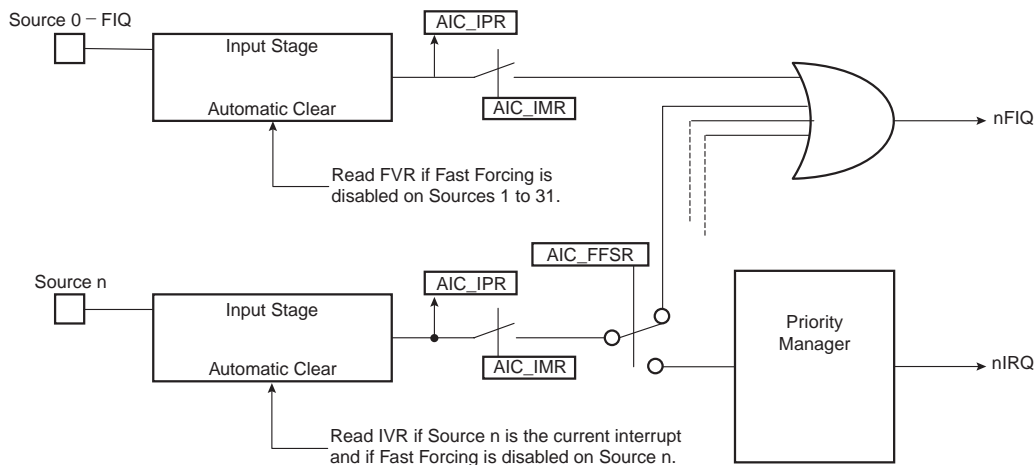 Source 0 – FIQ
AIC_IPR
Input Stage
Automatic Clear
AIC_IMR
nFIQ
Read FVR if Fast Forcing is
disabled on Sources 1 to 31.
AIC_FFSR
Source n
AIC_IPR
Input Stage
Priority
Manager
Automatic Clear
AIC_IMR
nIRQ
Read IVR if Source n is the current interrupt
and if Fast Forcing is disabled on Source n.